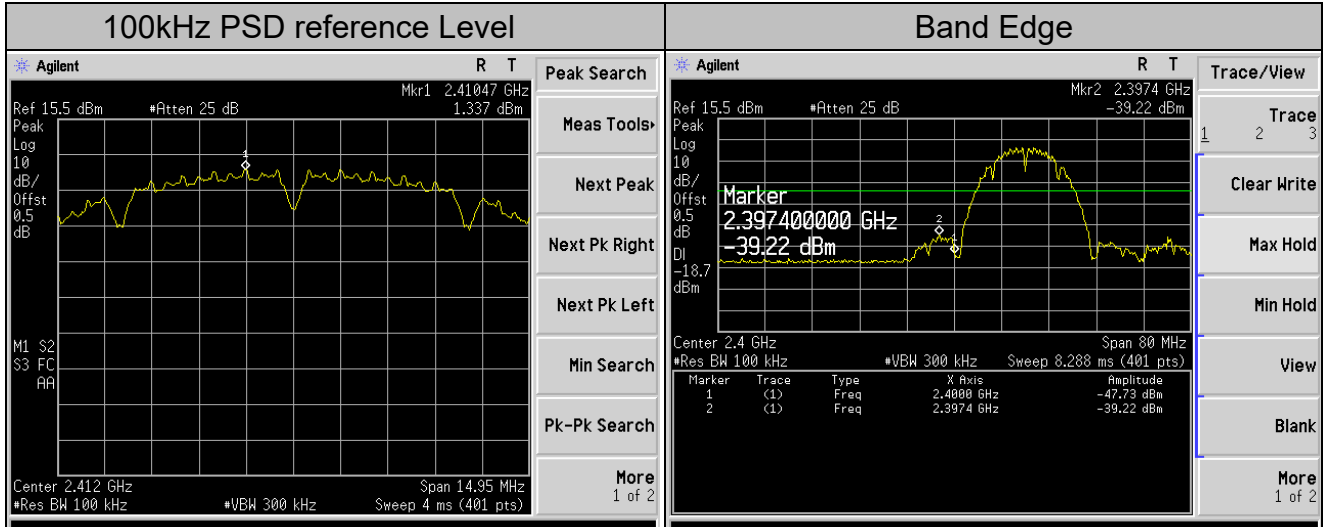 100kHz PSD reference Level
Agilent
R T
Mkr1 2.41047 GHz
Ref 15.5 dBm #Atten 25 dB 1.337 dBm
Peak
Log
10
dB/
Offst
0.5
dB
1
M1 S2
S3 FC
AA
Center 2.412 GHz Span 14.95 MHz
#Res BW 100 kHz #VBW 300 kHz Sweep 4 ms (401 pts)
Peak Search
Meas Tools
Next Peak
Next Pk Right
Next Pk Left
Min Search
Pk-Pk Search
More
1 of 2
Band Edge
Agilent
R T
Mkr2 2.3974 GHz
Ref 15.5 dBm #Atten 25 dB -39.22 dBm
Peak
Log
10
dB/
Offst
0.5
dB
DI
-18.7
dBm
Marker
2.397400000 GHz
-39.22 dBm
2
1
Center 2.4 GHz Span 80 MHz
#Res BW 100 kHz #VBW 300 kHz Sweep 8.288 ms (401 pts)
Marker Trace Type X Axis Amplitude
1 (1) Freq 2.4000 GHz -47.73 dBm
2 (1) Freq 2.3974 GHz -39.22 dBm
Trace/View
Trace
1 2 3
Clear Write
Max Hold
Min Hold
View
Blank
More
1 of 2